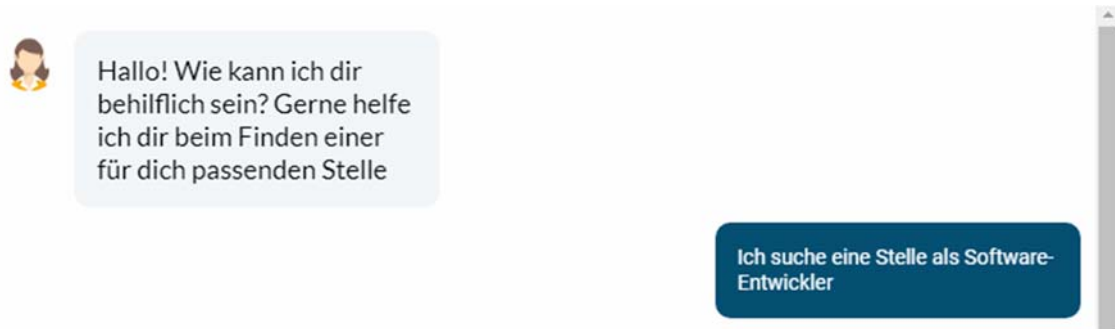 Hallo! Wie kann ich dir
behilflich sein? Gerne helfe
ich dir beim Finden einer
für dich passenden Stelle
Ich suche eine Stelle als Software-
Entwickler